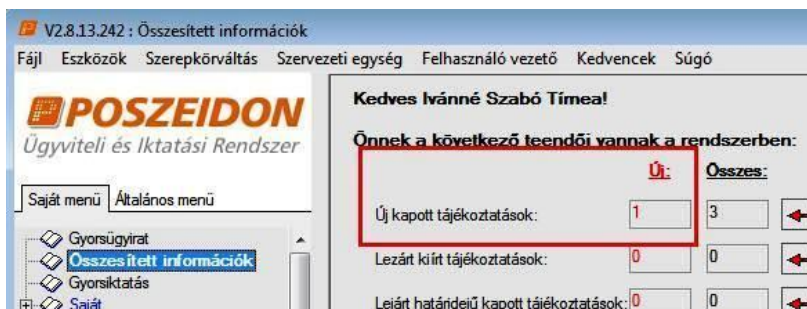 V2.8.13.242 : Összesített információk
Fájl Eszközök Szerepkörváltás Szervezeti egység Felhasználó vezető Kedvencek Súgó
POSZEIDON
Ügyviteli és Iktatási Rendszer
Saját menü Általános menü
Gyorsügyirat
Összesített információk
Gyorsiktatás
Saját
Kedves Ivánné Szabó Tímea!
Önnek a következő teendői vannak a rendszerben:
Új: Összes:
Új kapott tájékoztatások: 1 3
Lezárt kiírt tájékoztatások: 0 0
Lejárt határidejű kapott tájékoztatások: 0 0